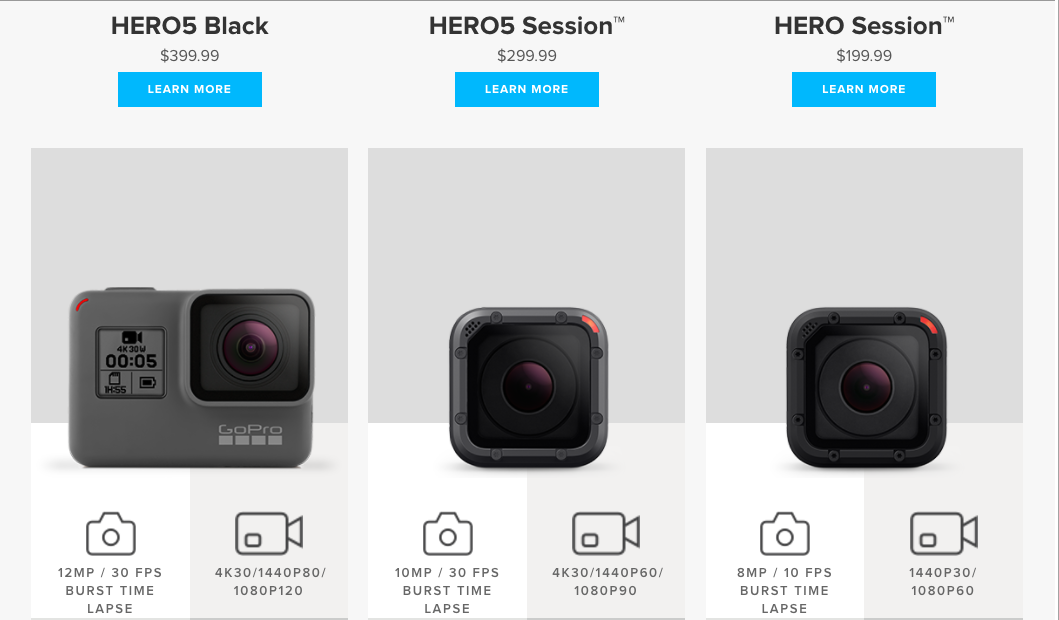 HERO5 Black
$399.99
LEARN MORE
HERO5 Session™
$299.99
LEARN MORE
HERO Session™
$199.99
LEARN MORE
4K30 W
00:05
1H:55
GoPro
12MP / 30 FPS
BURST TIME
LAPSE
4K30/1440P80/
1080P120
10MP / 30 FPS
BURST TIME
LAPSE
4K30/1440P60/
1080P90
8MP / 10 FPS
BURST TIME
LAPSE
1440P30/
1080P60